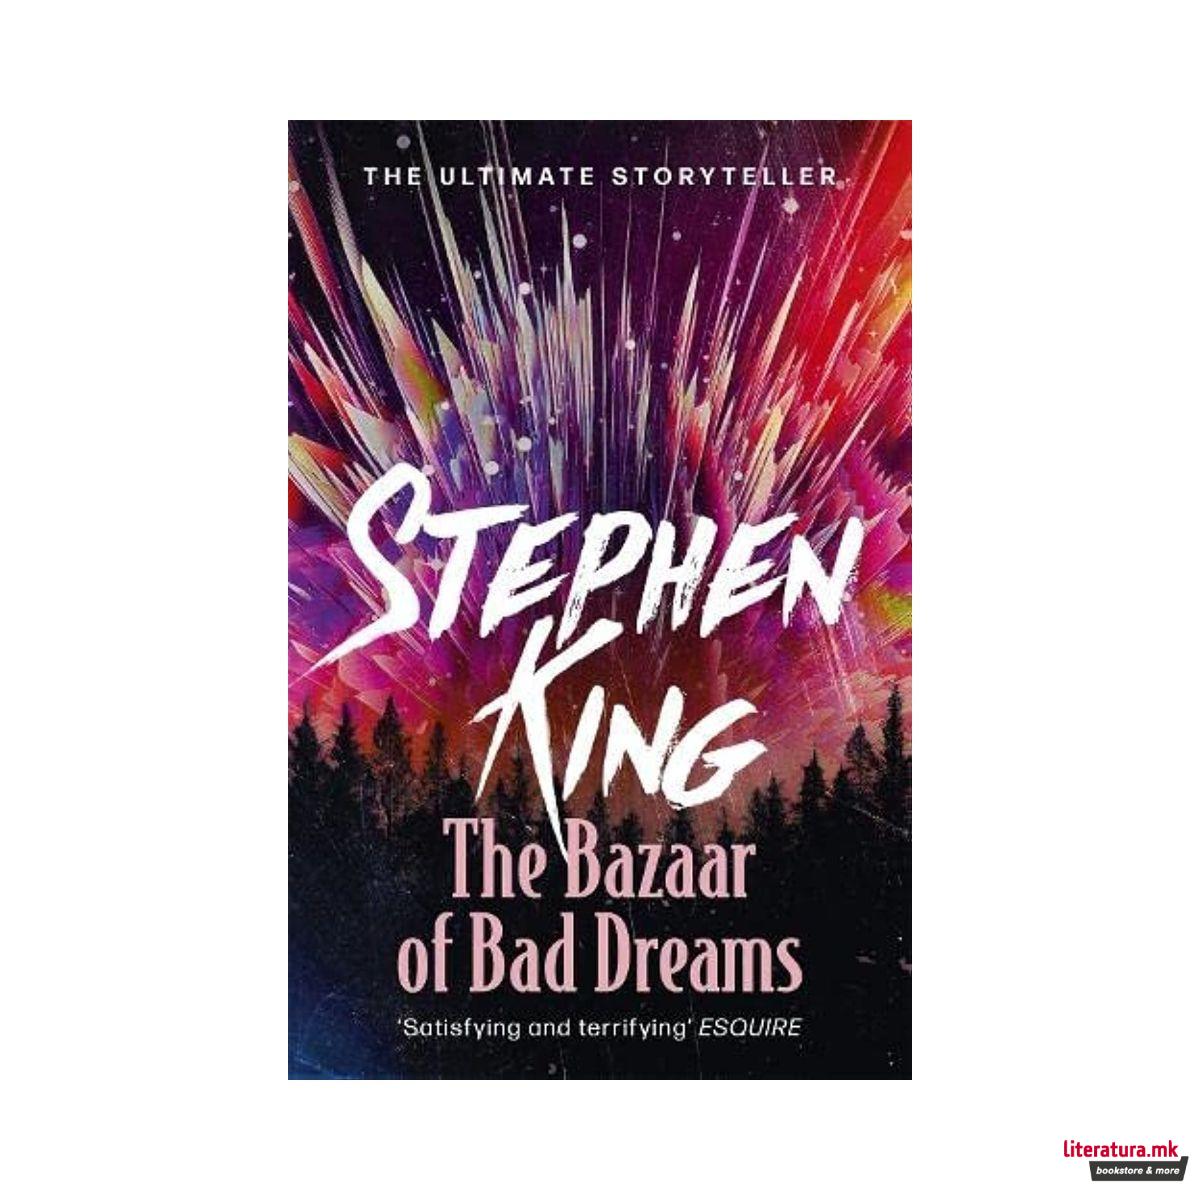 THE ULTIMATE STORYTELLER
STEPHEN
KING
The Bazaar
of Bad Dreams
‘Satisfying and terrifying’ ESQUIRE
literatura.mk
bookstore & more